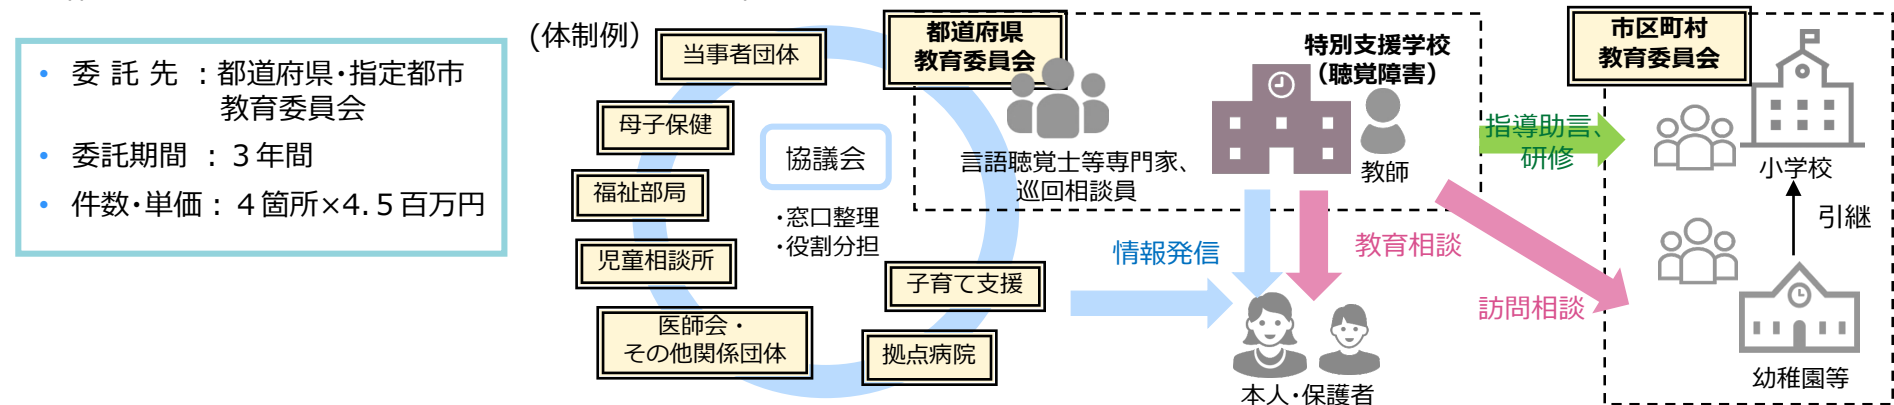 ・ 委 託 先 ：都道府県・指定都市
教育委員会
・ 委託期間 ：３年間
・ 件数・単価：４箇所×4.５百万円
(体制例）
当事者団体
母子保健
福祉部局
児童相談所
医師会・
その他関係団体
協議会
・窓口整理
・役割分担
子育て支援
拠点病院
都道府県
教育委員会
言語聴覚士等専門家、
巡回相談員
特別支援学校
（聴覚障害）
教師
情報発信
教育相談
本人・保護者
指導助言、
研修
訪問相談
市区町村
教育委員会
小学校
引継
幼稚園等